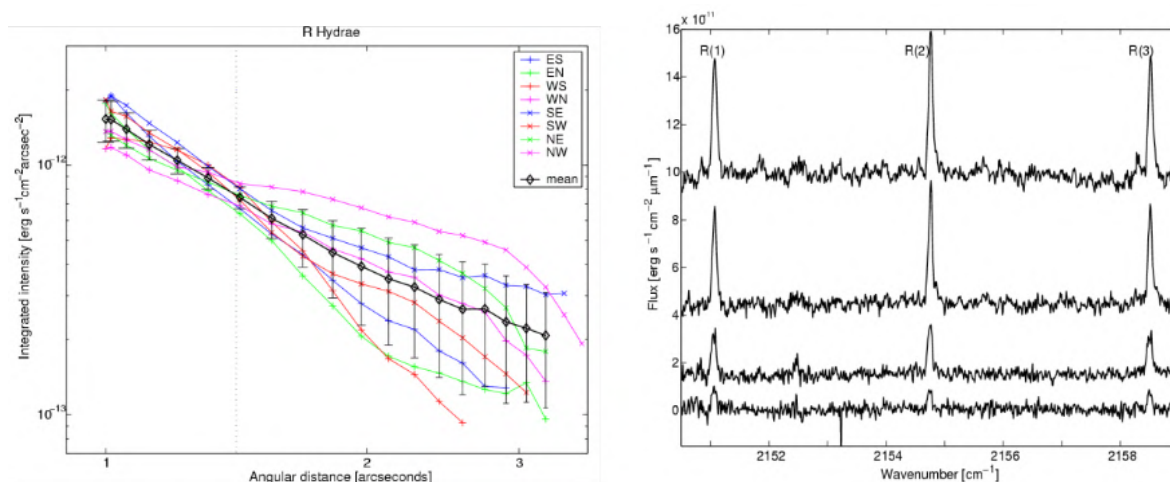 R Hydrae
Integrated intensity [erg s⁻¹cm⁻²arcsec⁻²]
10⁻¹²
10⁻¹³
1
2
3
Angular distance [arcseconds]
ES
EN
WS
WN
SE
SW
NE
NW
mean
16 x 10⁻¹¹
14
12
10
8
6
4
2
0
Flux [erg s⁻¹ cm⁻² μm⁻¹]
R(1)
R(2)
R(3)
2152
2154
2156
2158
Wavenumber [cm⁻¹]